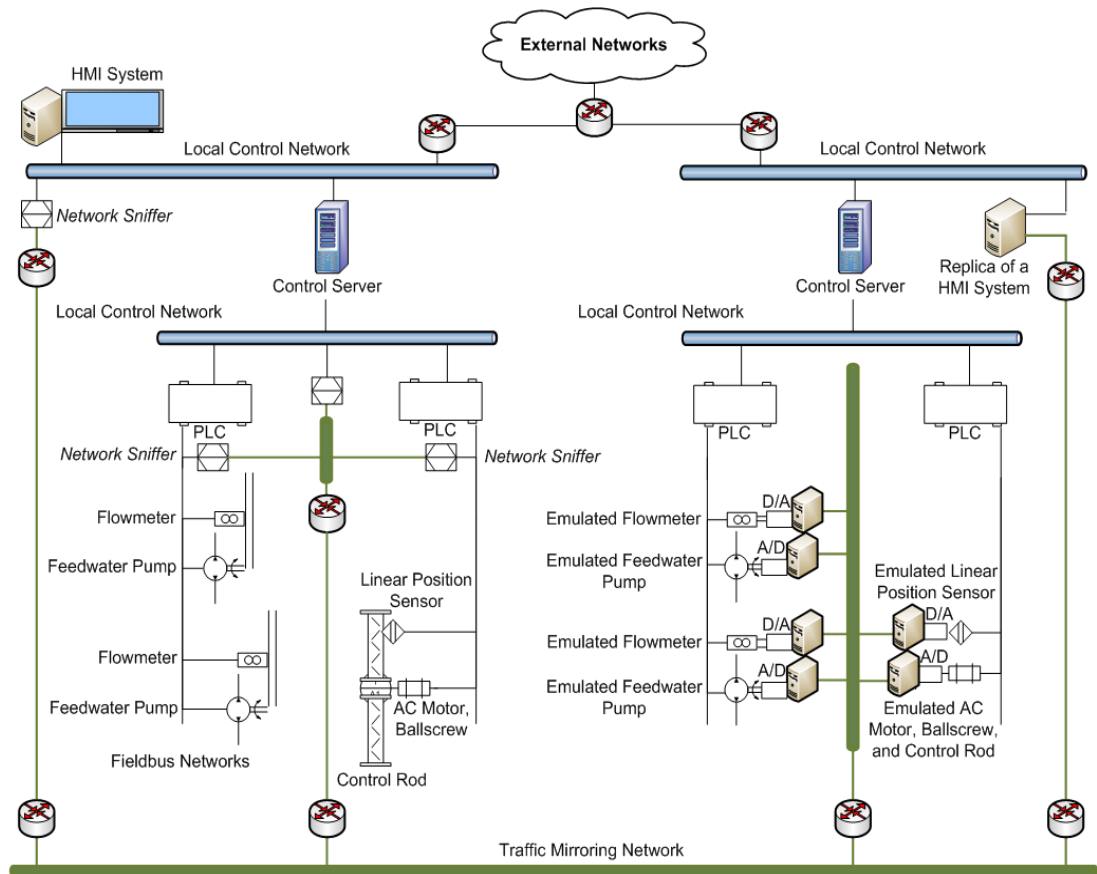 External Networks
HMI System
Local Control Network
Local Control Network
Network Sniffer
Control Server
Control Server
Replica of a
HMI System
Local Control Network
Local Control Network
PLC
PLC
PLC
PLC
Network Sniffer
Network Sniffer
Flowmeter
Feedwater Pump
Linear Position
Sensor
Flowmeter
Feedwater Pump
AC Motor,
Ballscrew
Fieldbus Networks
Control Rod
D/A
Emulated Flowmeter
A/D
Emulated Feedwater
Pump
Emulated Linear
Position Sensor
D/A
D/A
Emulated Flowmeter
A/D
A/D
Emulated Feedwater
Pump
Emulated AC
Motor, Ballscrew,
and Control Rod
Traffic Mirroring Network